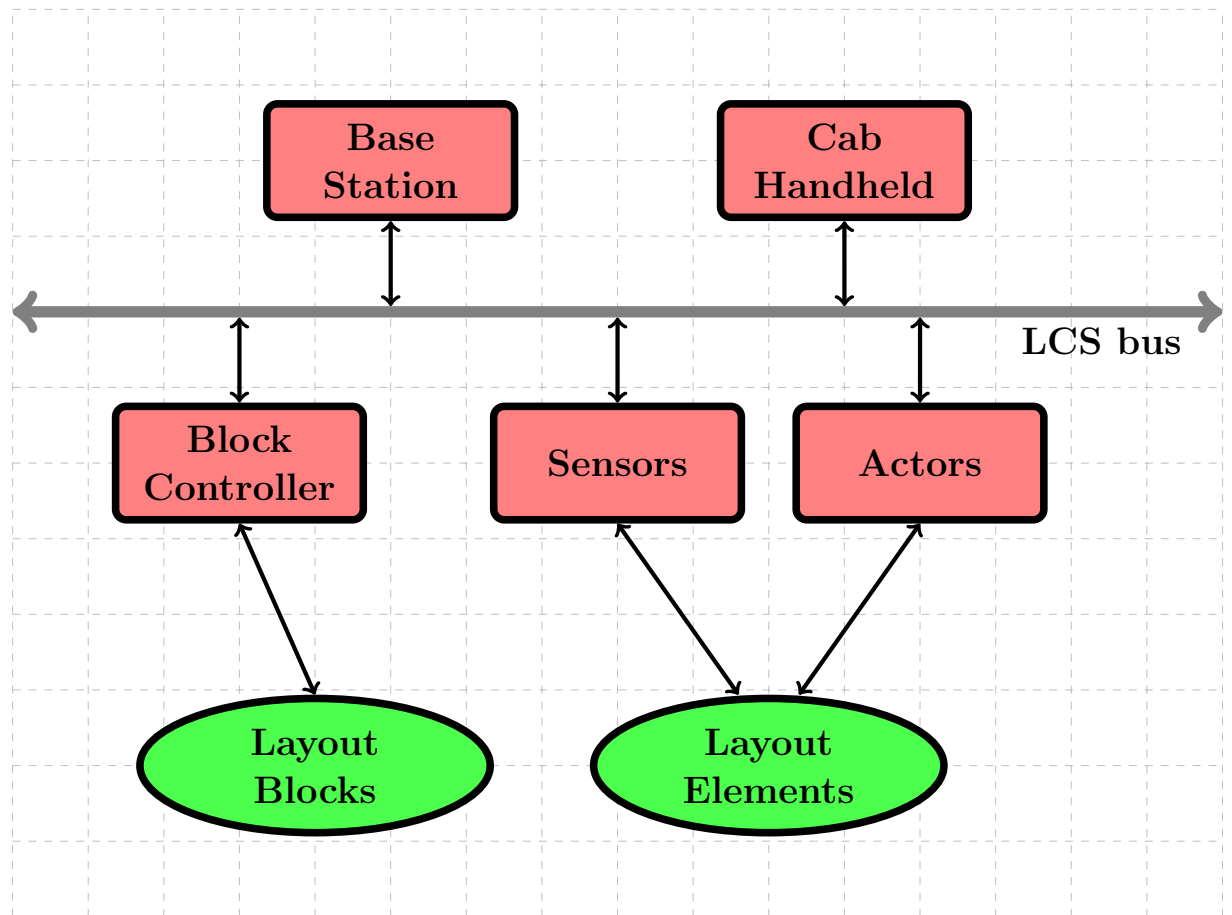 Base
Station
Cab
Handheld
LCS bus
Block
Controller
Sensors
Actors
Layout
Blocks
Layout
Elements